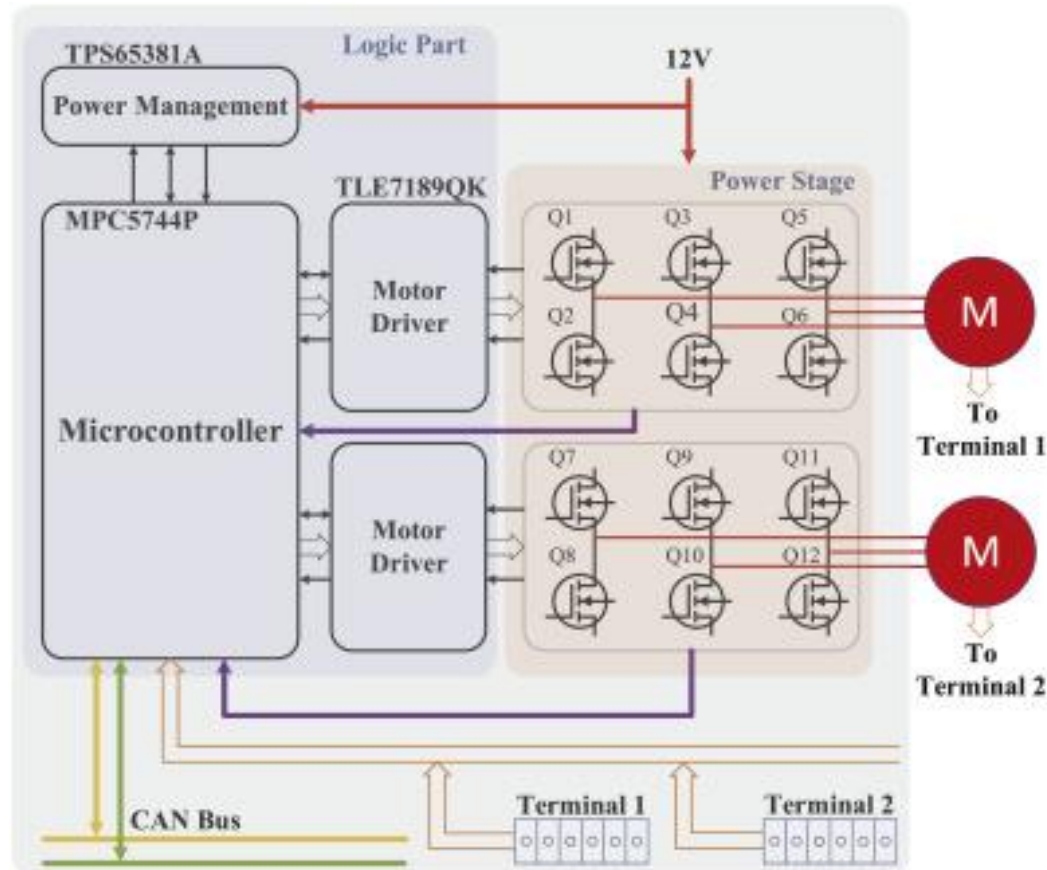 Logic Part
TPS65381A
12V
Power Management
TLE7189QK
Power Stage
MPC5744P
Q1
Q3
Q5
Motor
Driver
M
Q2
Q4
Q6
To
Terminal 1
Microcontroller
Q7
Q9
Q11
Motor
Driver
M
Q8
Q10
Q12
To
Terminal 2
CAN Bus
Terminal 1
Terminal 2